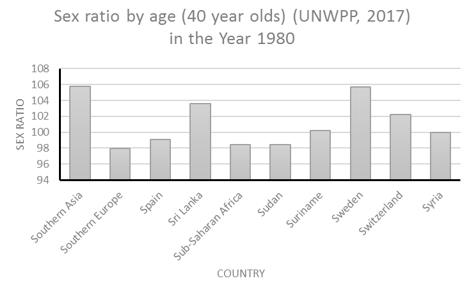 Sex ratio by age (40 year olds) (UNWPP, 2017)
in the Year 1980
108
106
104
102
100
98
96
94
SEX RATIO
Southern Asia
Southern Europe
Spain
Sri Lanka
Sub-Saharan Africa
Sudan
Suriname
Sweden
Switzerland
Syria
COUNTRY